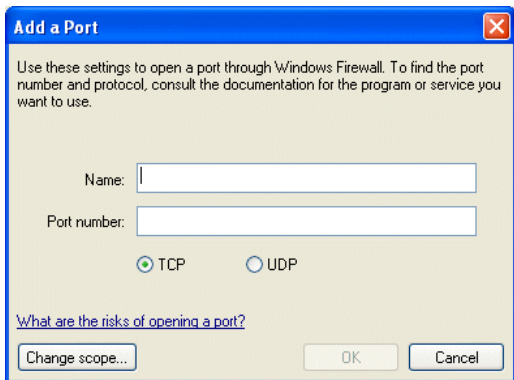 Add a Port
Use these settings to open a port through Windows Firewall. To find the port
number and protocol, consult the documentation for the program or service you
want to use.
Name:
Port number:
TCP UDP
What are the risks of opening a port?
Change scope... OK Cancel